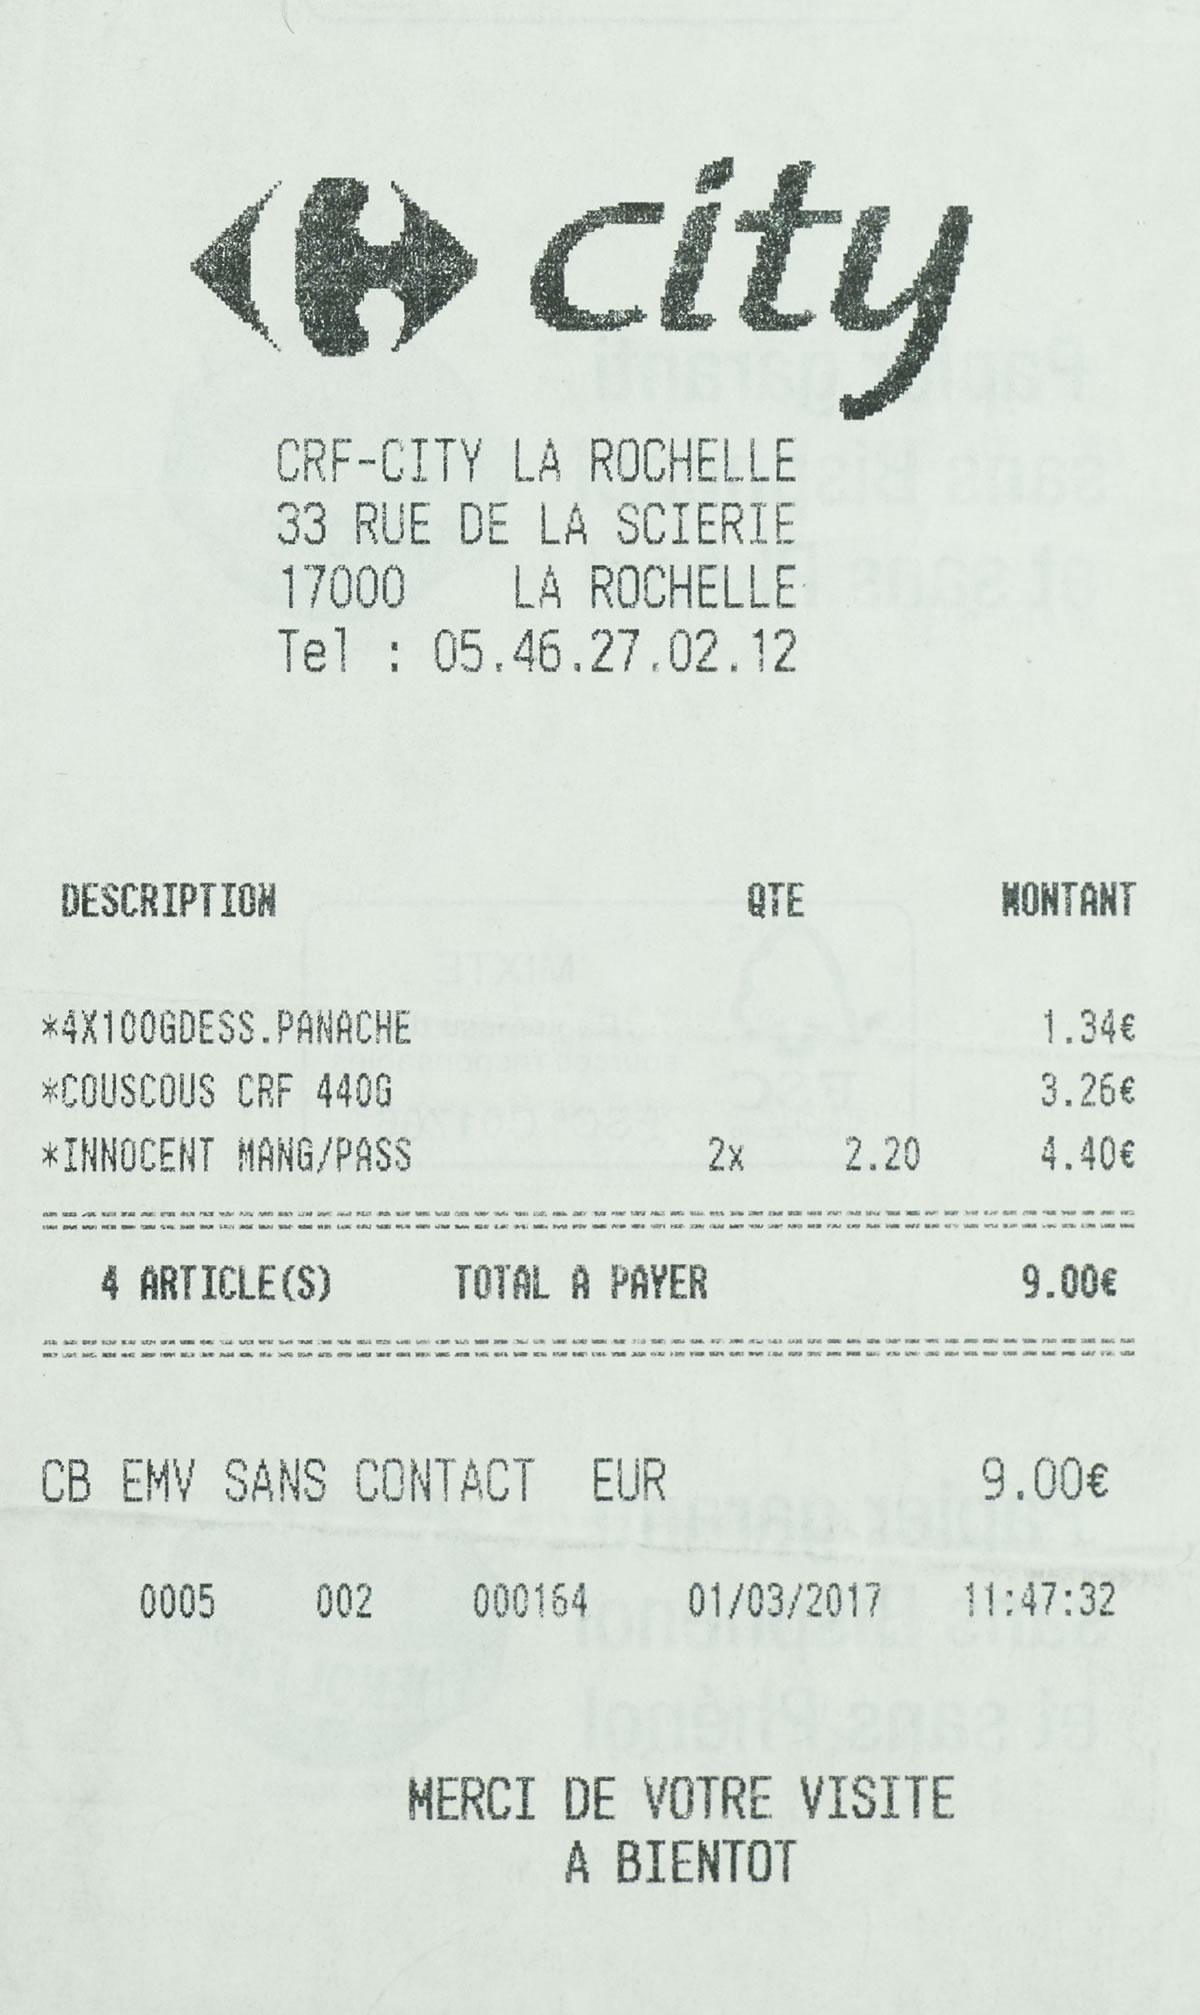 city
CRF-CITY LA ROCHELLE
33 RUE DE LA SCIERIE
17000 LA ROCHELLE
Tel : 05.46.27.02.12
DESCRIPTION QTE MONTANT
*4X100GDESS.PANACHE 1.34€
*COUSCOUS CRF 440G 3.26€
*INNOCENT MANG/PASS 2x 2.20 4.40€
4 ARTICLE(S) TOTAL A PAYER 9.00€
CB EMV SANS CONTACT EUR 9.00€
0005 002 000164 01/03/2017 11:47:32
MERCI DE VOTRE VISITE
A BIENTOT